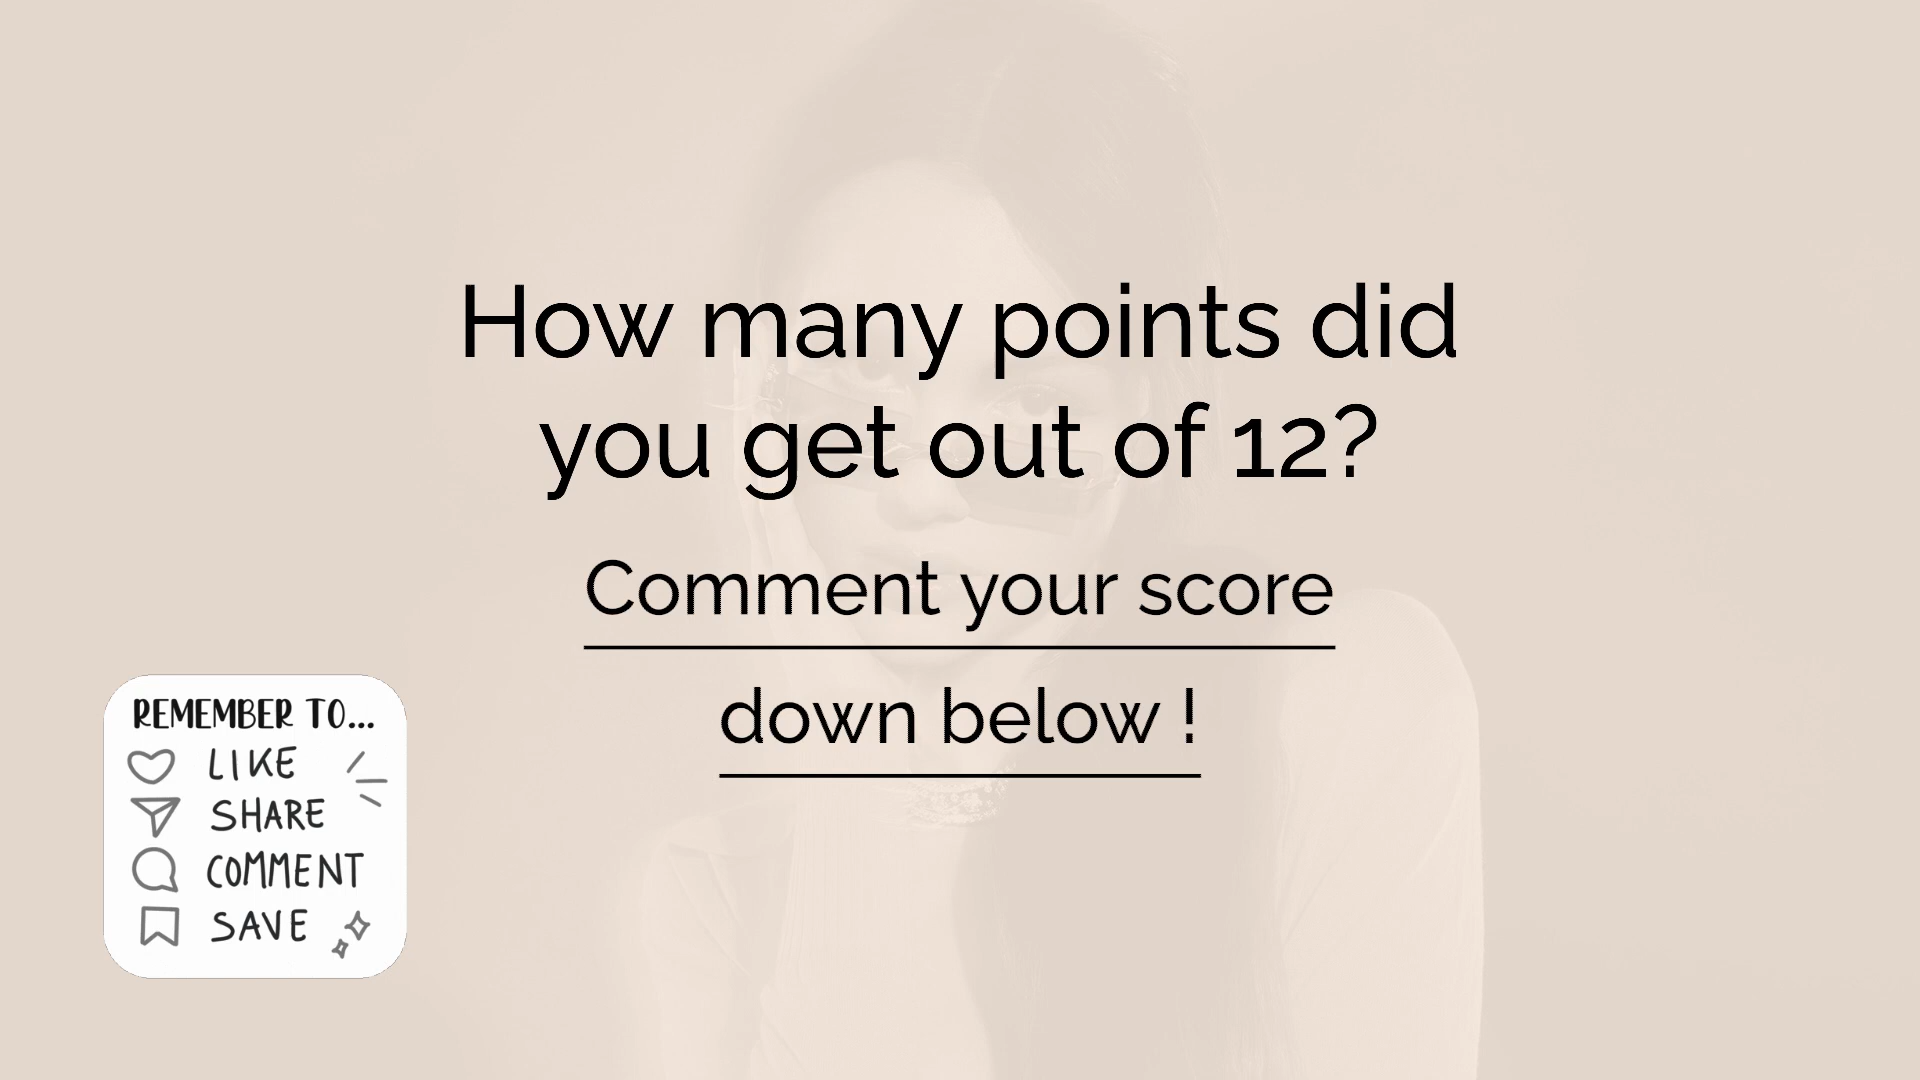 How many points did
you get out of 12?
Comment your score
down below !
REMEMBER TO...
LIKE
SHARE
COMMENT
SAVE